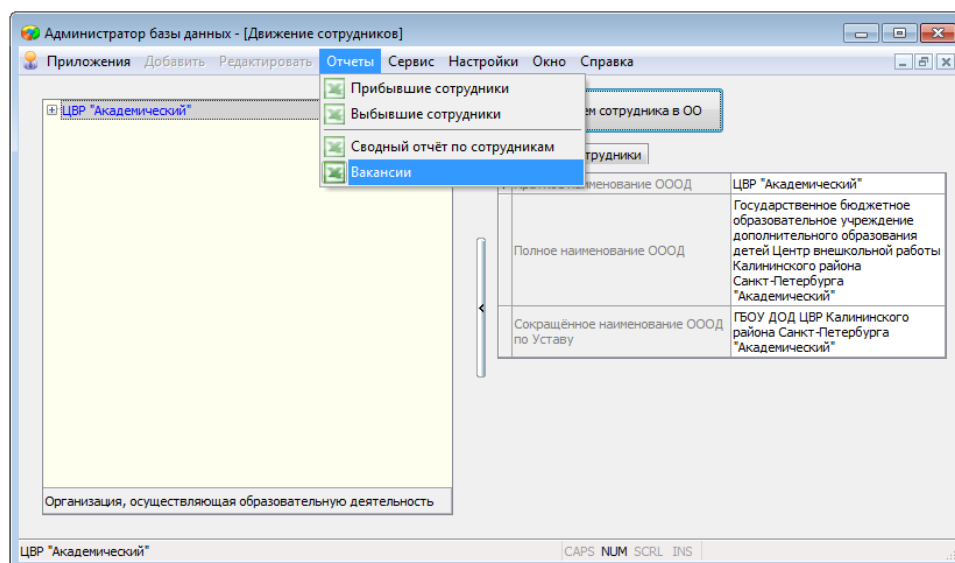 Администратор базы данных - [Движение сотрудников]
Приложения Добавить Редактировать Отчеты Сервис Настройки Окно Справка
Прибывшие сотрудники
Выбывшие сотрудники
Сводный отчёт по сотрудникам
Вакансии
ЦВР "Академический"
сотрудника в ОО
наименование ОООД
ЦВР "Академический"
Полное наименование ОООД
Государственное бюджетное
образовательное учреждение
дополнительного образования
детей Центр внешкольной работы
Калининского района
Санкт-Петербурга
"Академический"
Сокращённое наименование ОООД
по Уставу
ГБОУ ДОД ЦВР Калининского
района Санкт-Петербурга
"Академический"
Организация, осуществляющая образовательную деятельность
ЦВР "Академический"
CAPS NUM SCRL INS